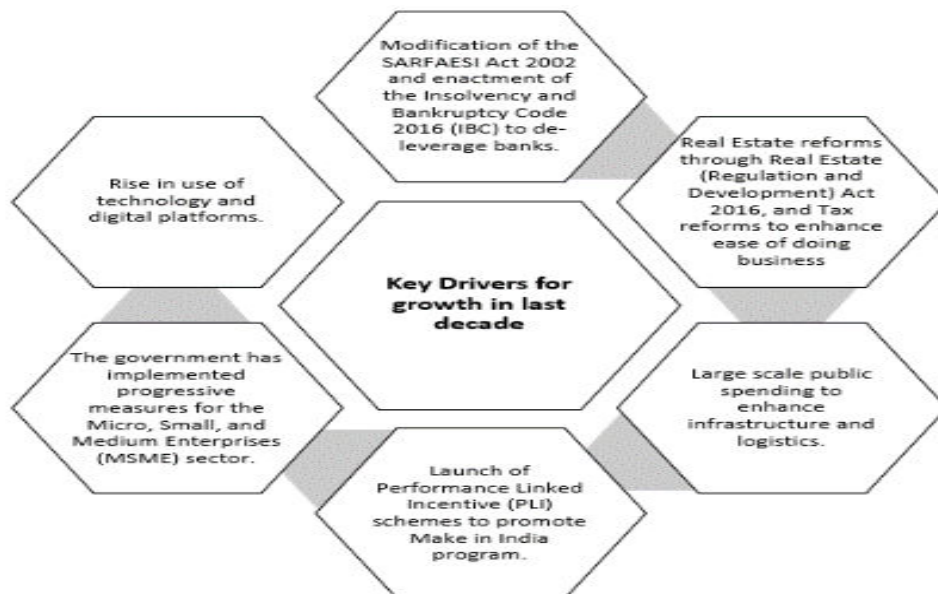 Modification of the
SARFAESI Act 2002
and enactment of
the Insolvency and
Bankruptcy Code
2016 (IBC) to de-
leverage banks.
Real Estate reforms
through Real Estate
(Regulation and
Development) Act
2016, and Tax
reforms to enhance
ease of doing
business
Large scale public
spending to
enhance
infrastructure and
logistics.
Launch of
Performance Linked
Incentive (PLI)
schemes to promote
Make in India
program.
The government has
implemented
progressive
measures for the
Micro, Small, and
Medium Enterprises
(MSME) sector.
Rise in use of
technology and
digital platforms.
Key Drivers for
growth in last
decade